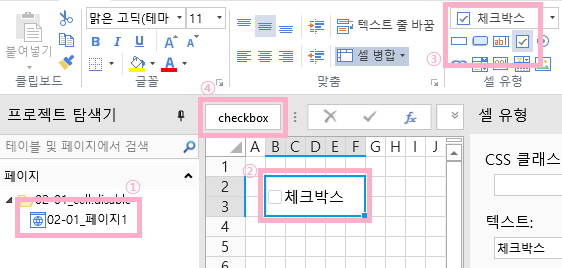 맑은 고딕(테마
11
텍스트 줄 바꿈
③
체크박스
붙여넣기
가
가
셀 병합
클립보드
글꼴
맞춤
셀 유형
④
프로젝트 탐색기
checkbox
셀 유형
테이블 및 페이지에서 검색
A B C D E F G H I J
CSS 클래스
페이지
1
①
②
02-01_cell.disable
2
체크박스
02-01_페이지1
3
텍스트:
4
체크박스
5
6